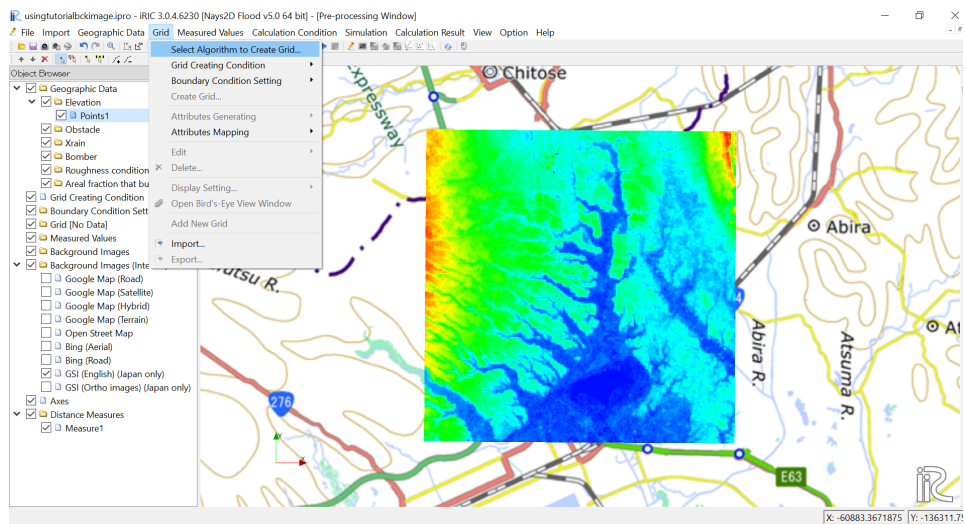 usingtutorialbckimage.ipro - iRIC 3.0.4.6230 [Nays2D Flood v5.0 64 bit] - [Pre-processing Window]
File Import Geographic Data Grid Measured Values Calculation Condition Simulation Calculation Result View Option Help
Select Algorithm to Create Grid...
Grid Creating Condition
Boundary Condition Setting
Create Grid...
Attributes Generating
Attributes Mapping
Edit
Delete...
Display Setting...
Open Bird's-Eye View Window
Add New Grid
Import...
Export...
Object Browser
Geographic Data
Elevation
Points1
Obstacle
Xrain
Bomber
Roughness condition
Areal fraction that bu
Grid Creating Condition
Boundary Condition Sett
Grid [No Data]
Measured Values
Background Images
Background Images (Inte
Google Map (Road)
Google Map (Satellite)
Google Map (Hybrid)
Google Map (Terrain)
Open Street Map
Bing (Aerial)
Bing (Road)
GSI (English) (Japan only)
GSI (Ortho images) (Japan only)
Axes
Distance Measures
Measure1
Chitose
xpressway
Abira
utsu R.
4
At
Abira R.
Atsuma R.
276
Y
X
E63
iRC
X: -60883.3671875 Y: -136311.75